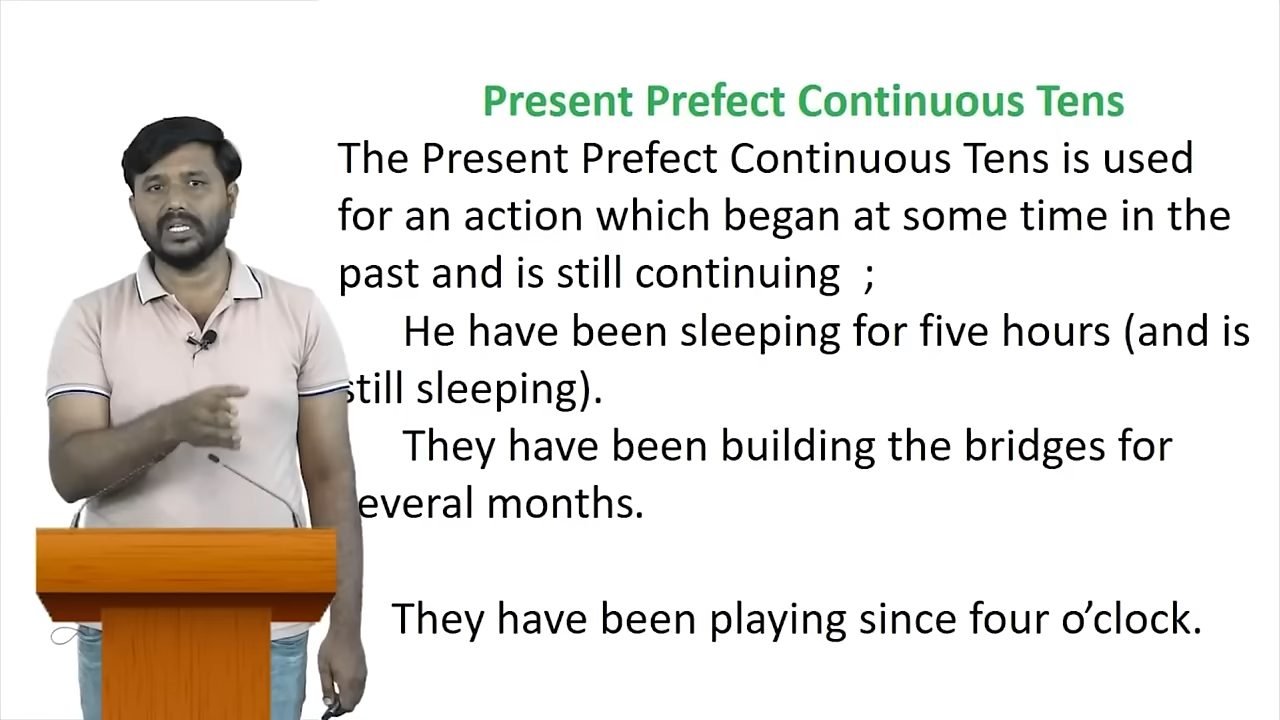 Present Prefect Continuous Tens
The Present Prefect Continuous Tens is used
for an action which began at some time in the
past and is still continuing ;
He have been sleeping for five hours (and is
still sleeping).
They have been building the bridges for
several months.
They have been playing since four o’clock.